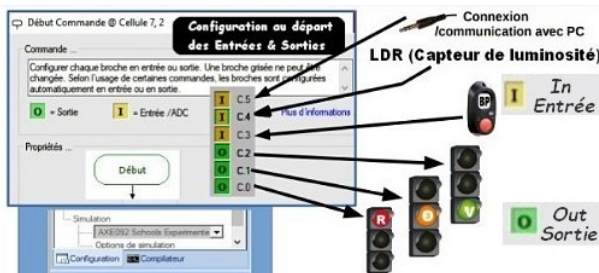 Début Commande @ Cellule 7, 2
Configuration au départ
des Entrées & Sorties
Connexion
/communication avec PC
LDR (Capteur de luminosité)
Commande ...
Configurer chaque broche en entrée ou sortie. Une broche grisée ne peut être
changée. Selon l'usage de certaines commandes, les broches sont configurées
automatiquement en entrée ou en sortie.
O = Sortie
I = Entrée /ADC
Plus d'informations
I C.5
I C.4
I C.3
O C.2
O C.1
O C.0
BP
I In
Entrée
Propriétés ...
Début
R
O
V
O Out
Sortie
Simulation
AXE092 Schools Experimente
Options de simulation
Configuration
Compilateur